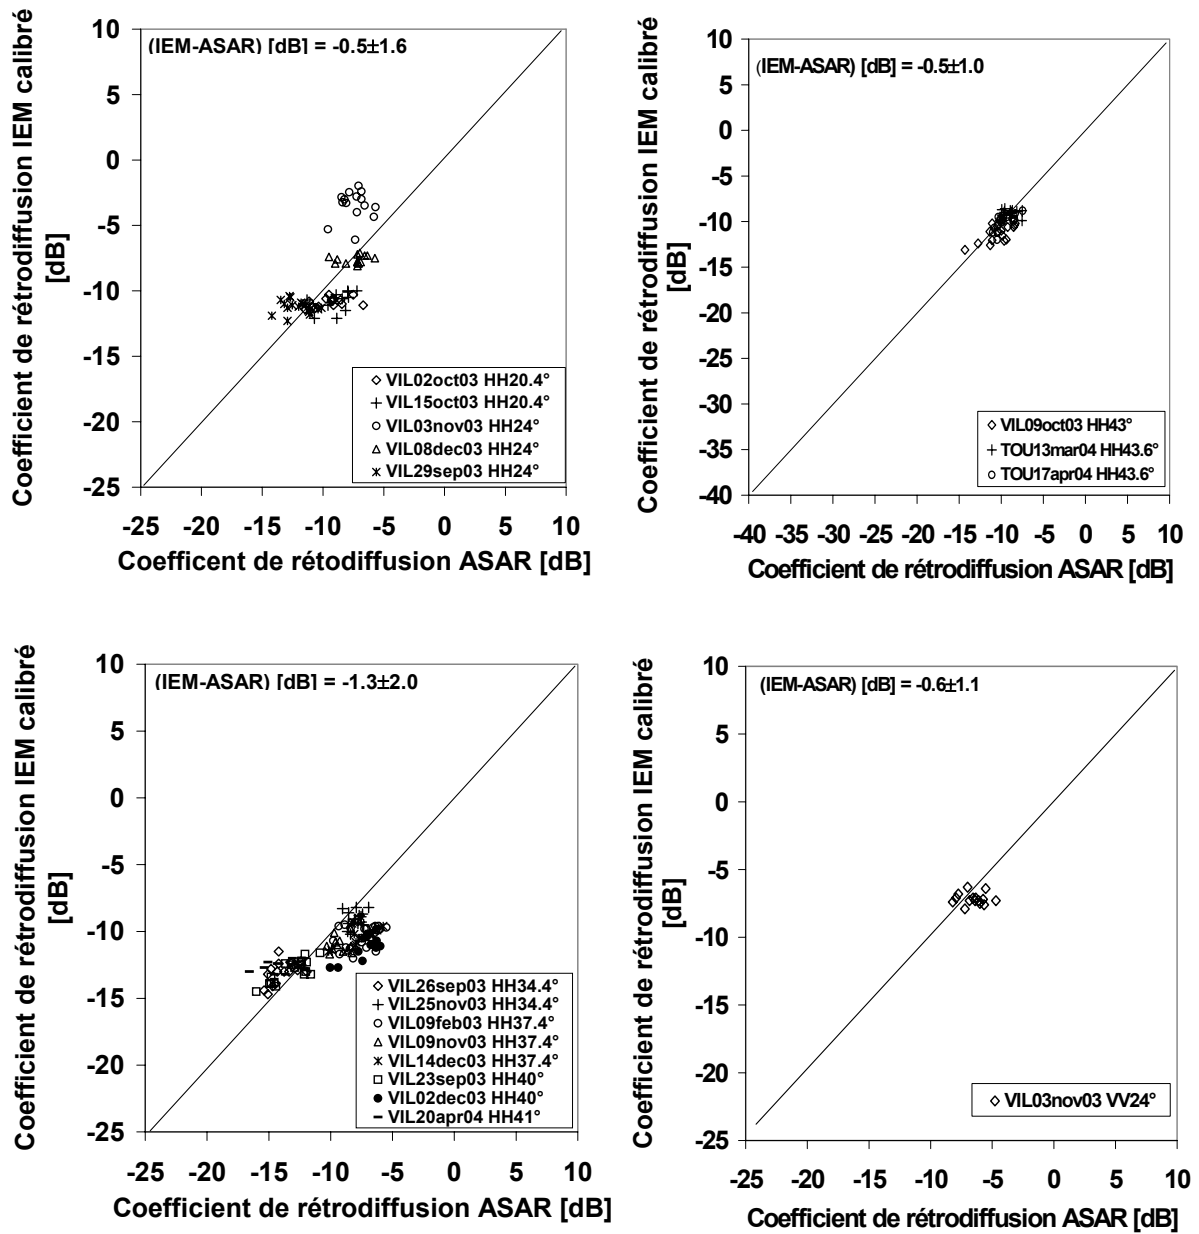 (IEM-ASAR) [dB] = -0.5±1.6
Coefficient de rétrodiffusion IEM calibré
[dB]
10
5
0
-5
-10
-15
-20
-25
-25 -20 -15 -10 -5 0 5 10
VIL02oct03 HH20.4°
VIL15oct03 HH20.4°
VIL03nov03 HH24°
VIL08dec03 HH24°
VIL29sep03 HH24°
Coefficent de rétodiffusion ASAR [dB]
(IEM-ASAR) [dB] = -0.5±1.0
Coefficient de rétrodiffusion IEM calibré
[dB]
10
5
0
-5
-10
-15
-20
-25
-30
-35
-40
-40 -35 -30 -25 -20 -15 -10 -5 0 5 10
VIL09oct03 HH43°
TOU13mar04 HH43.6°
TOU17apr04 HH43.6°
Coefficient de rétrodiffusion ASAR [dB]
(IEM-ASAR) [dB] = -1.3±2.0
Coefficient de rétrodiffusion IEM calibré
[dB]
10
5
0
-5
-10
-15
-20
-25
-25 -20 -15 -10 -5 0 5 10
VIL26sep03 HH34.4°
VIL25nov03 HH34.4°
VIL09feb03 HH37.4°
VIL09nov03 HH37.4°
VIL14dec03 HH37.4°
VIL23sep03 HH40°
VIL02dec03 HH40°
VIL20apr04 HH41°
Coefficient de rétrodiffusion ASAR [dB]
(IEM-ASAR) [dB] = -0.6±1.1
Coefficient de rétrodiffusion IEM calibré
[dB]
10
5
0
-5
-10
-15
-20
-25
-25 -20 -15 -10 -5 0 5 10
VIL03nov03 VV24°
Coefficient de rétrodiffusion ASAR [dB]